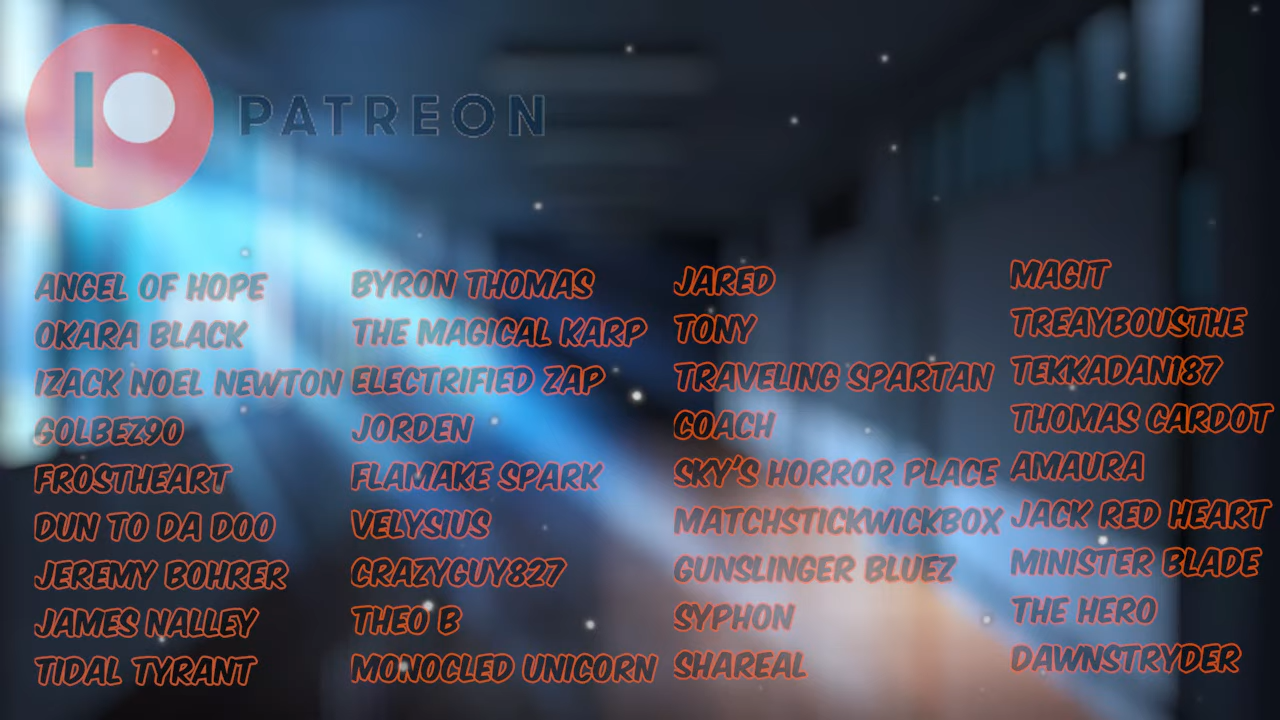 PATREON
ANGEL OF HOPE
OKARA BLACK
IZACK NOEL NEWTON
GOLBEZ90
FROSTHEART
DUN TO DA DOO
JEREMY BOHRER
JAMES NALLEY
TIDAL TYRANT
BYRON THOMAS
THE MAGICAL KARP
ELECTRIFIED ZAP
JORDEN
FLAMAKE SPARK
VELYSIUS
CRAZYGUY827
THEO B
MONOCLED UNICORN
JARED
TONY
TRAVELING SPARTAN
COACH
SKY'S HORROR PLACE
MATCHSTICKWICKBOX
GUNSLINGER BLUEZ
SYPHON
SHAREAL
MAGIT
TREAYBOUSTHE
TEKKADAN187
THOMAS CARDOT
AMAURA
JACK RED HEART
MINISTER BLADE
THE HERO
DAWNSTRYDER